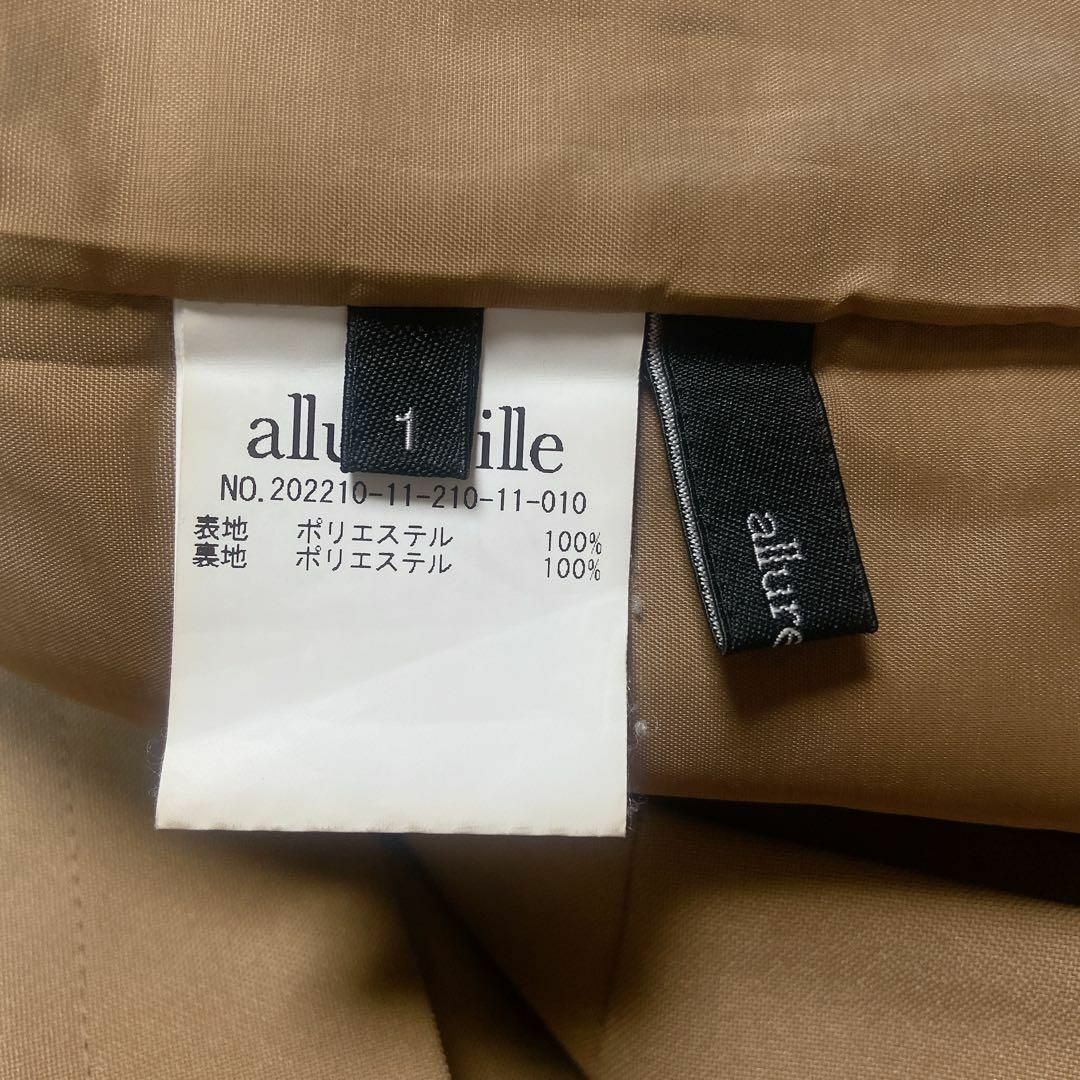 allu ille
1
NO.202210-11-210-11-010
表地 ポリエステル 100%
裏地 ポリエステル 100%
allure